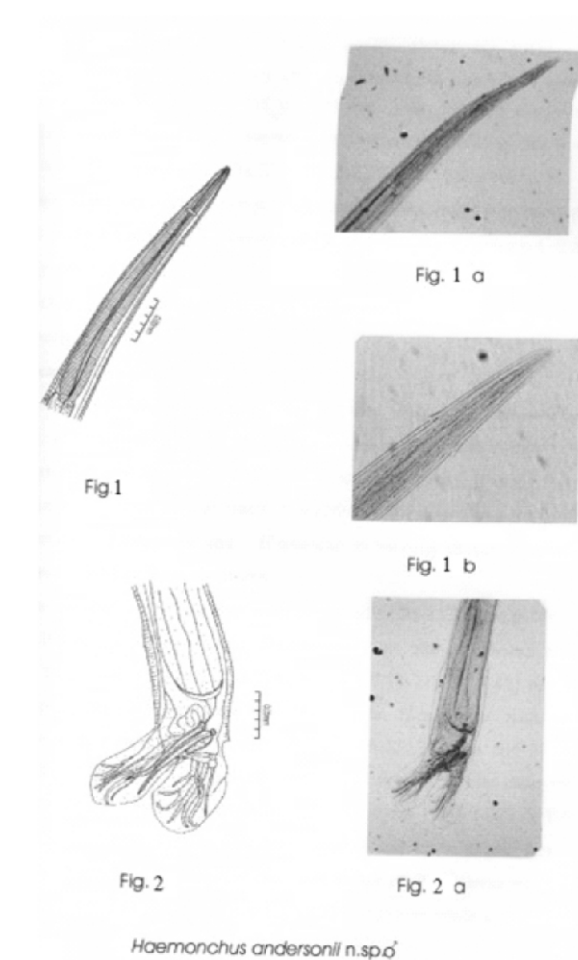 Fig. 1 a
Fig 1
Fig. 1 b
Fig. 2
Fig. 2 a
Haemonchus andersonii n.sp.♂